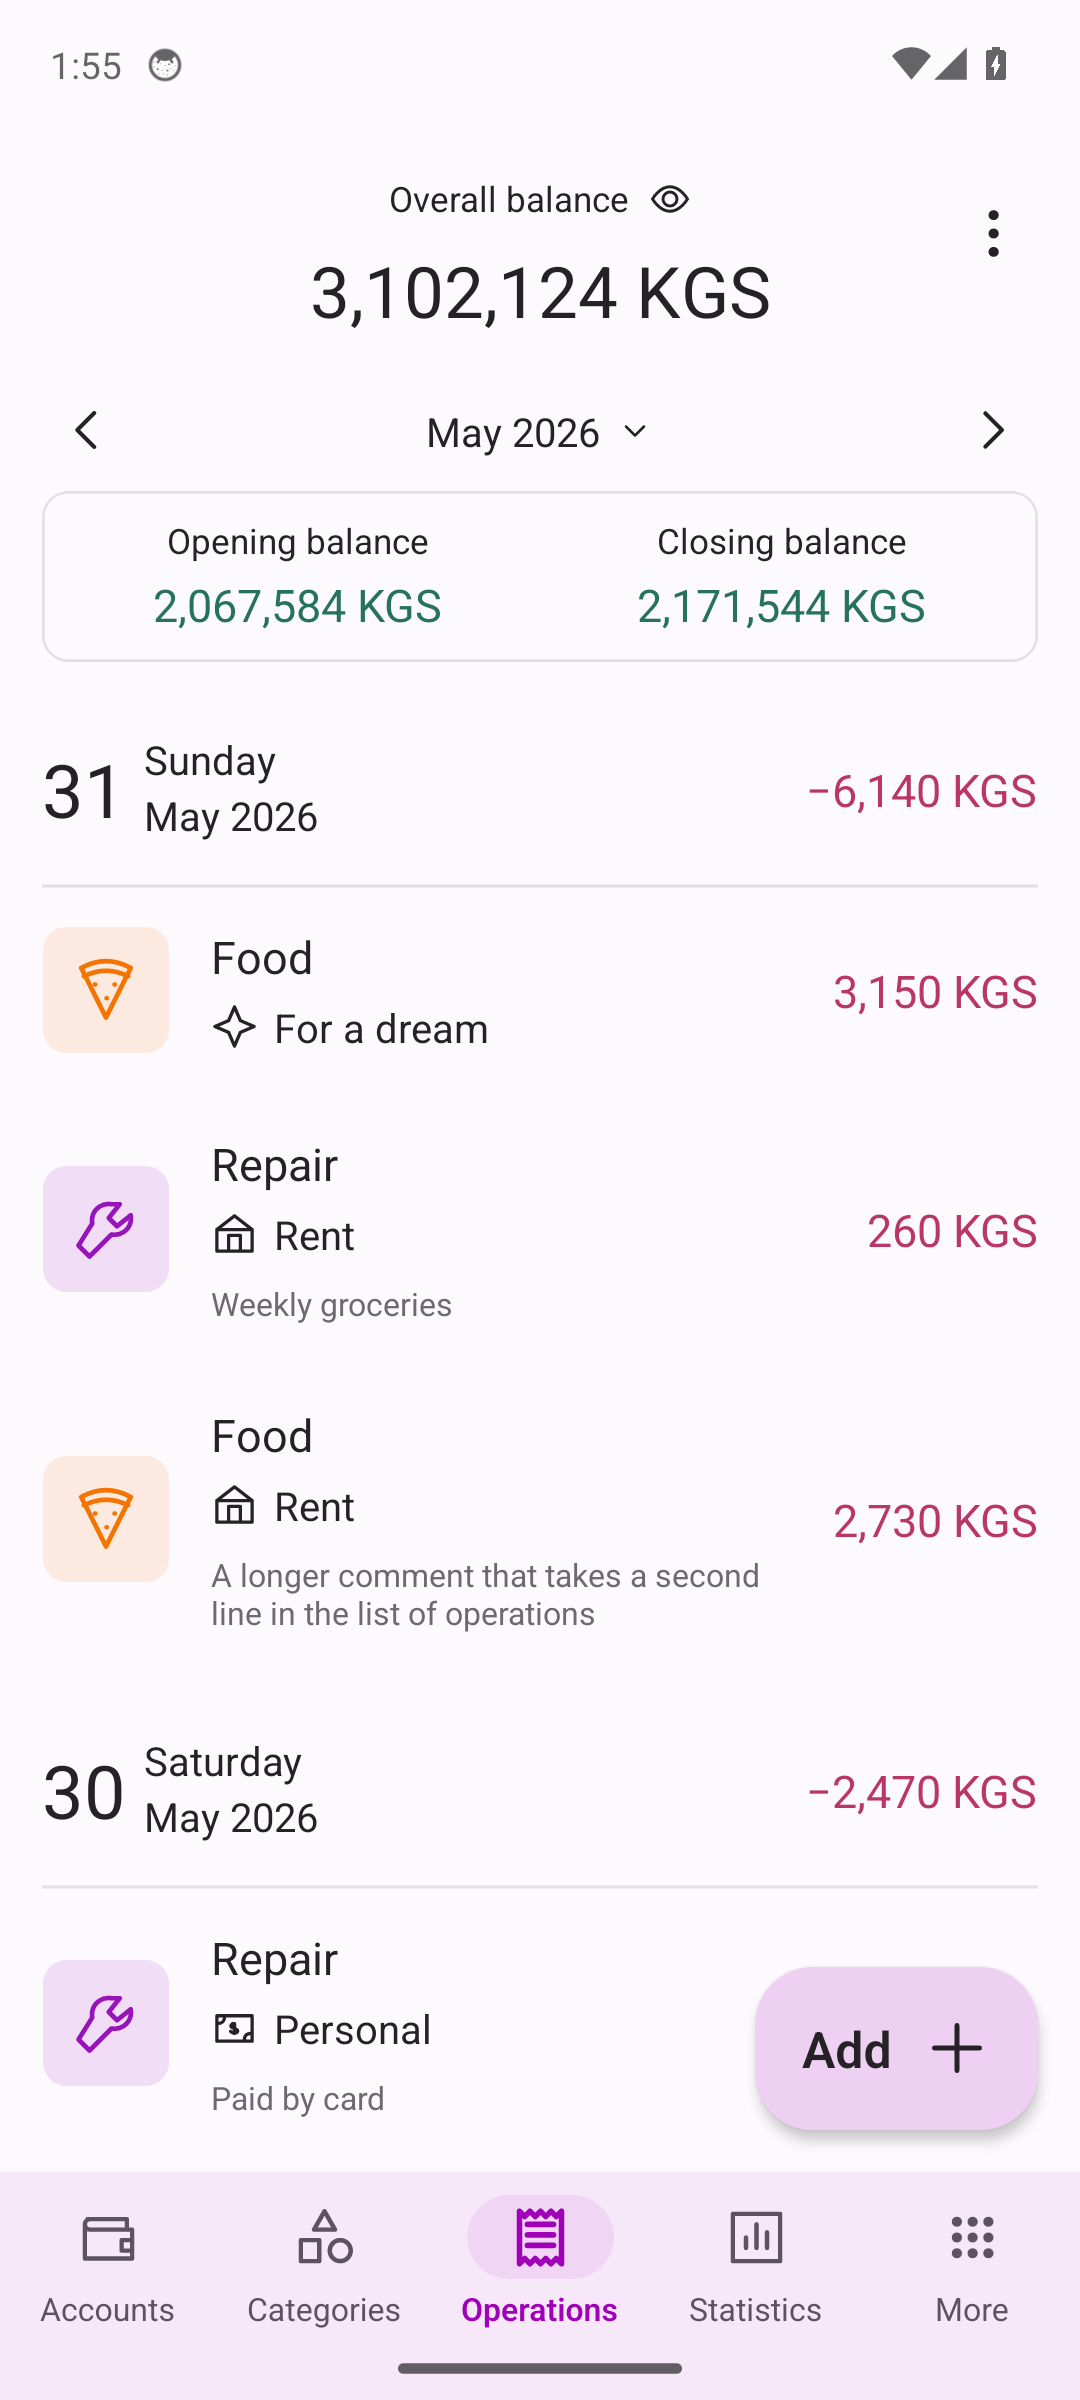 1:55
Overall balance
3,102,124 KGS
May 2026
Opening balance
Closing balance
2,067,584 KGS
2,171,544 KGS
31
Sunday
May 2026
−6,140 KGS
Food
For a dream
3,150 KGS
Repair
Rent
Weekly groceries
260 KGS
Food
Rent
A longer comment that takes a second
line in the list of operations
2,730 KGS
30
Saturday
May 2026
−2,470 KGS
Repair
Personal
Paid by card
Add
Accounts
Categories
Operations
Statistics
More